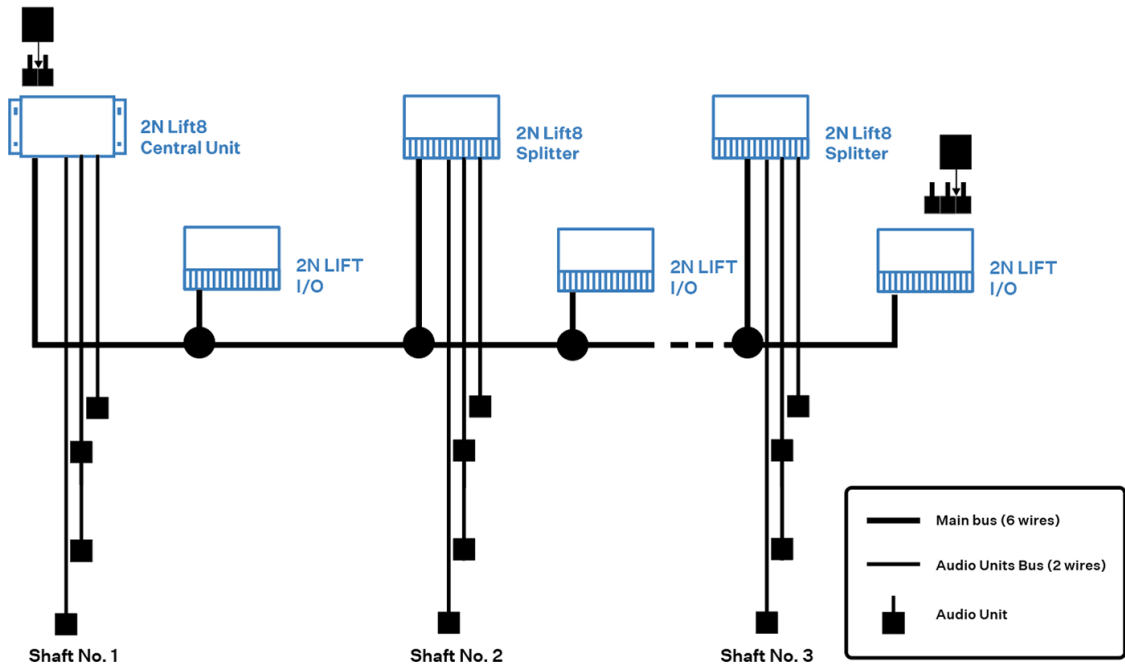 2N Lift8
Central Unit
2N Lift8
Splitter
2N Lift8
Splitter
2N LIFT
I/O
2N LIFT
I/O
2N LIFT
I/O
Main bus (6 wires)
Audio Units Bus (2 wires)
Audio Unit
Shaft No. 1
Shaft No. 2
Shaft No. 3